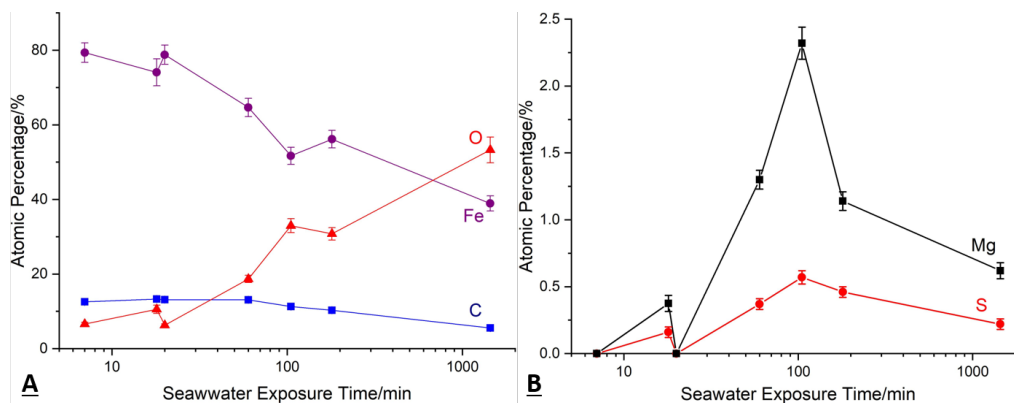 80
60
40
20
0
Atomic Percentage/%
O
Fe
C
10
100
1000
Seawwater Exposure Time/min
A
2.5
2.0
1.5
1.0
0.5
0.0
Atomic Percentage/%
Mg
S
10
100
1000
Seawater Exposure Time/min
B